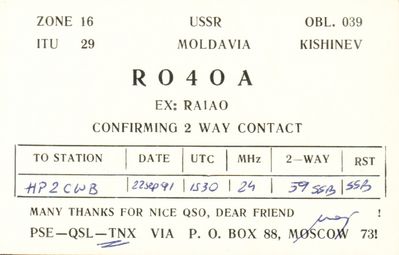 ZONE 16 USSR OBL. 039
ITU 29 MOLDAVIA KISHINEV
RO4OA
EX: RA1AO
CONFIRMING 2 WAY CONTACT
TO STATION DATE UTC MHz 2—WAY RST
HP2CWB 22sep91 1530 24 59 SSB SSB
MANY THANKS FOR NICE QSO, DEAR FRIEND !
PSE—QSL—TNX VIA P. O. BOX 88, MOSCOW 73!